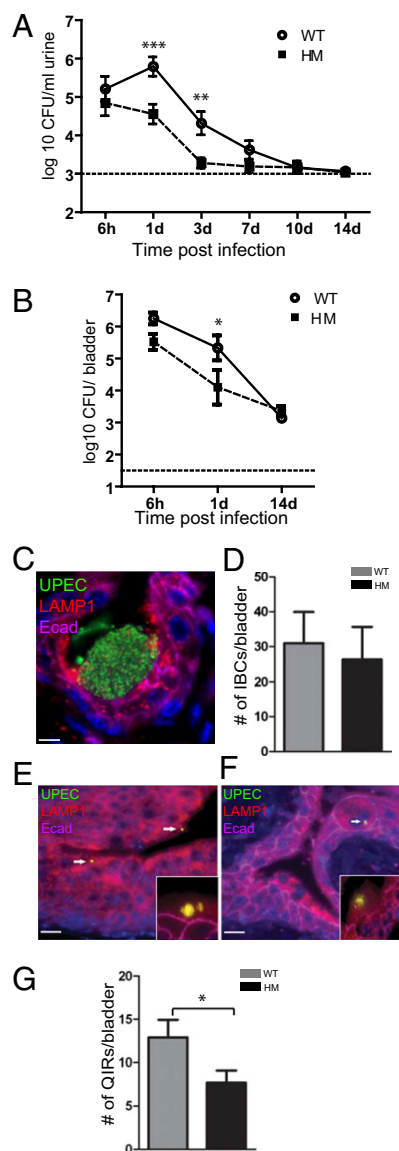 A
log 10 CFU/ml urine
7
6
5
4
3
2
***
**
WT
HM
6h 1d 3d 7d 10d 14d
Time post infection
B
log10 CFU/ bladder
7
6
5
4
3
2
1
*
WT
HM
6h 1d 14d
Time post infection
C
UPEC
LAMP1
Ecad
D
# of IBCs/bladder
50
40
30
20
10
0
WT
HM
E
UPEC
LAMP1
Ecad
F
UPEC
LAMP1
Ecad
G
# of QIRs/bladder
20
15
10
5
0
*
WT
HM